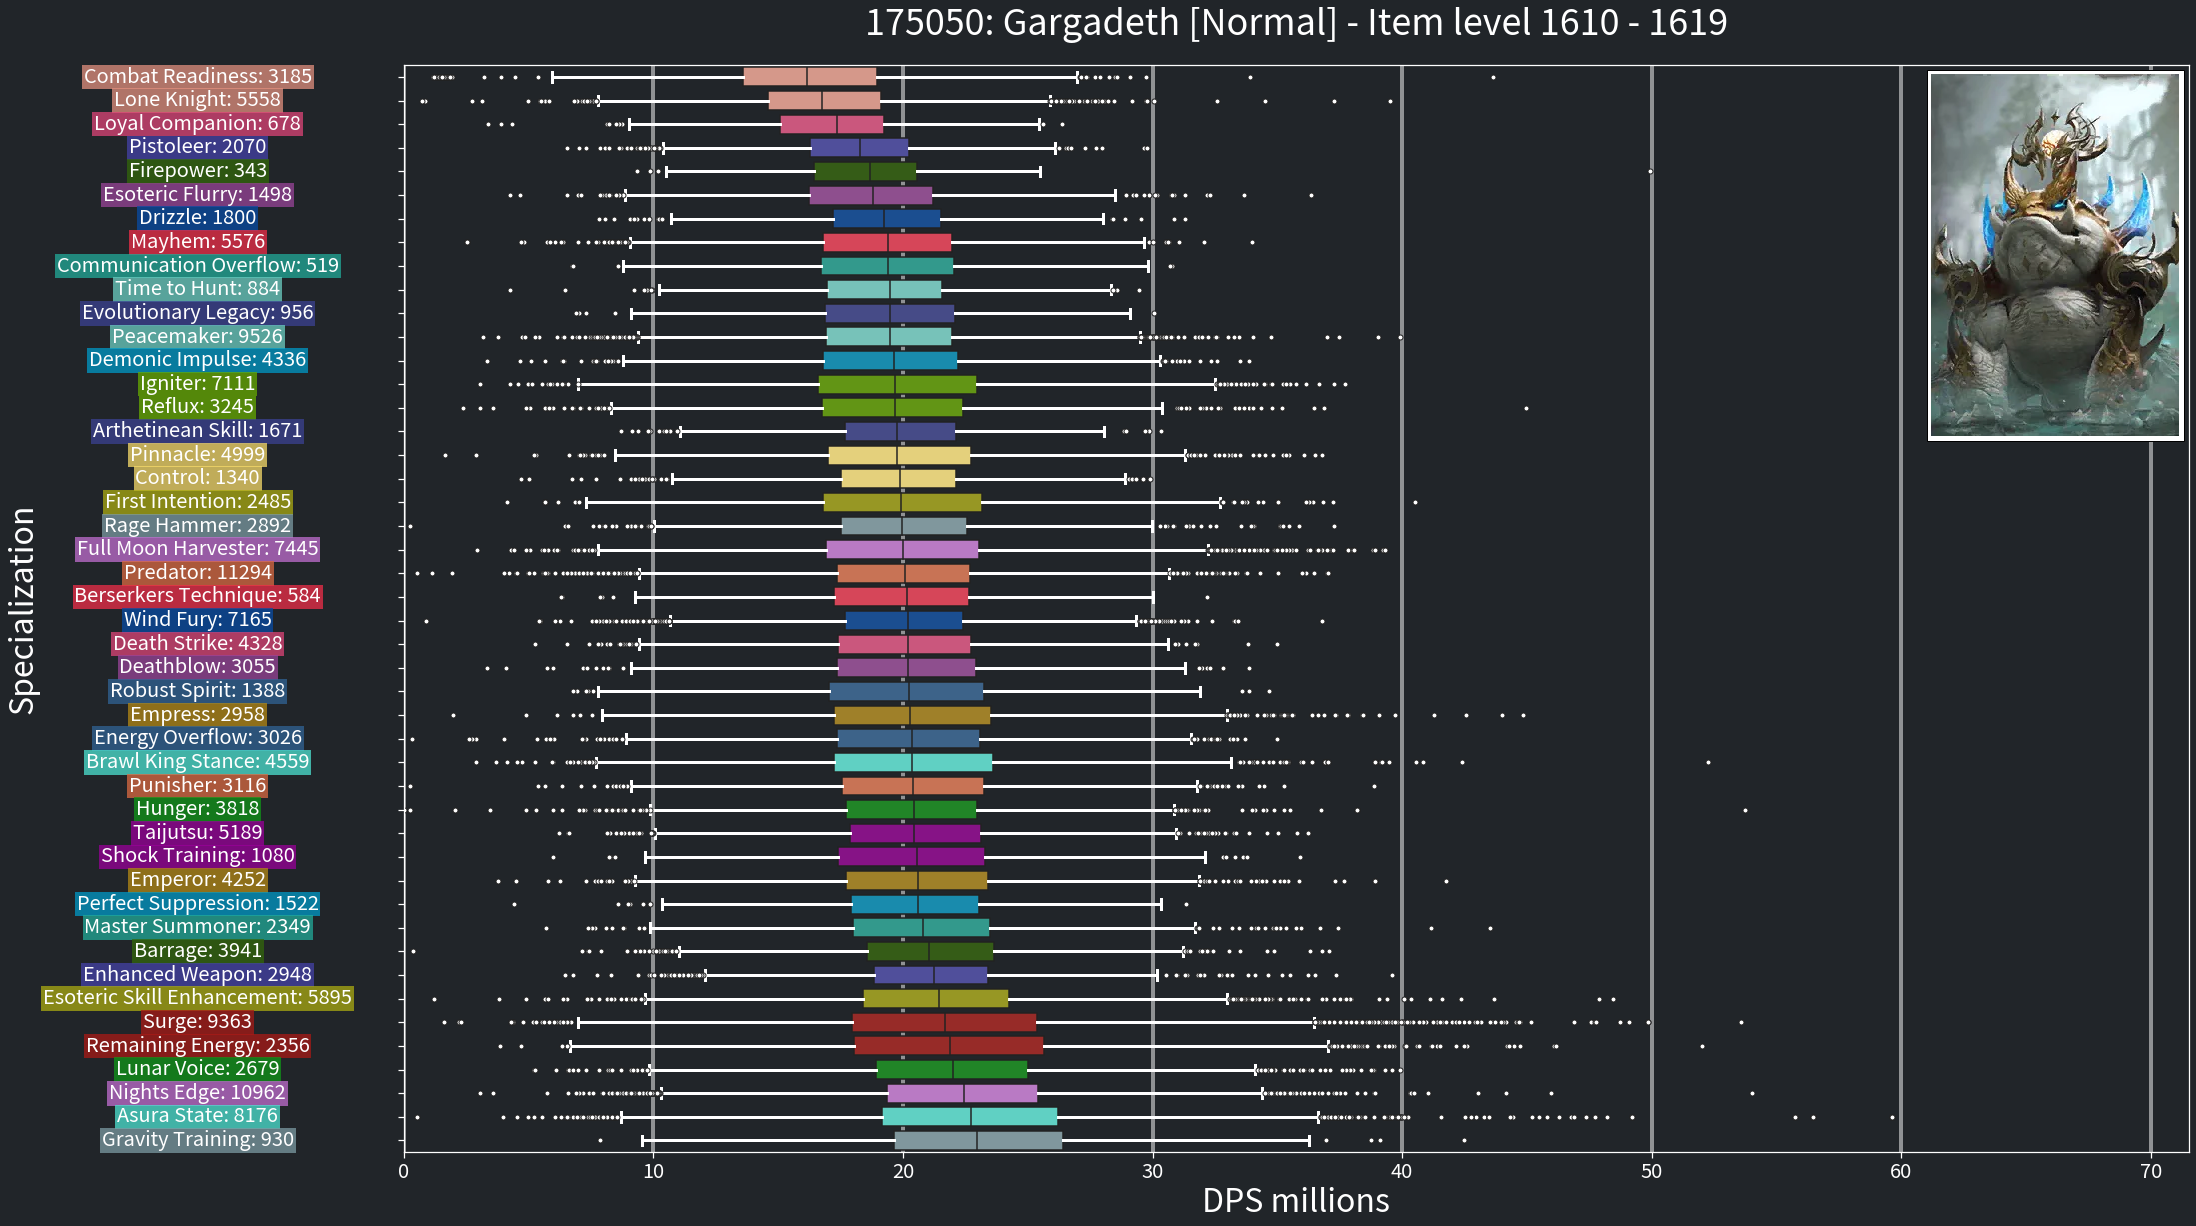 175050: Gargadeth [Normal] - Item level 1610 - 1619
Combat Readiness: 3185
Lone Knight: 5558
Loyal Companion: 678
Pistoleer: 2070
Firepower: 343
Esoteric Flurry: 1498
Drizzle: 1800
Mayhem: 5576
Communication Overflow: 519
Time to Hunt: 884
Evolutionary Legacy: 956
Peacemaker: 9526
Demonic Impulse: 4336
Igniter: 7111
Reflux: 3245
Arthetinean Skill: 1671
Pinnacle: 4999
Control: 1340
First Intention: 2485
Rage Hammer: 2892
Full Moon Harvester: 7445
Predator: 11294
Berserkers Technique: 584
Wind Fury: 7165
Death Strike: 4328
Deathblow: 3055
Robust Spirit: 1388
Empress: 2958
Energy Overflow: 3026
Brawl King Stance: 4559
Punisher: 3116
Hunger: 3818
Taijutsu: 5189
Shock Training: 1080
Emperor: 4252
Perfect Suppression: 1522
Master Summoner: 2349
Barrage: 3941
Enhanced Weapon: 2948
Esoteric Skill Enhancement: 5895
Surge: 9363
Remaining Energy: 2356
Lunar Voice: 2679
Nights Edge: 10962
Asura State: 8176
Gravity Training: 930
Specialization
0 10 20 30 40 50 60 70
DPS millions